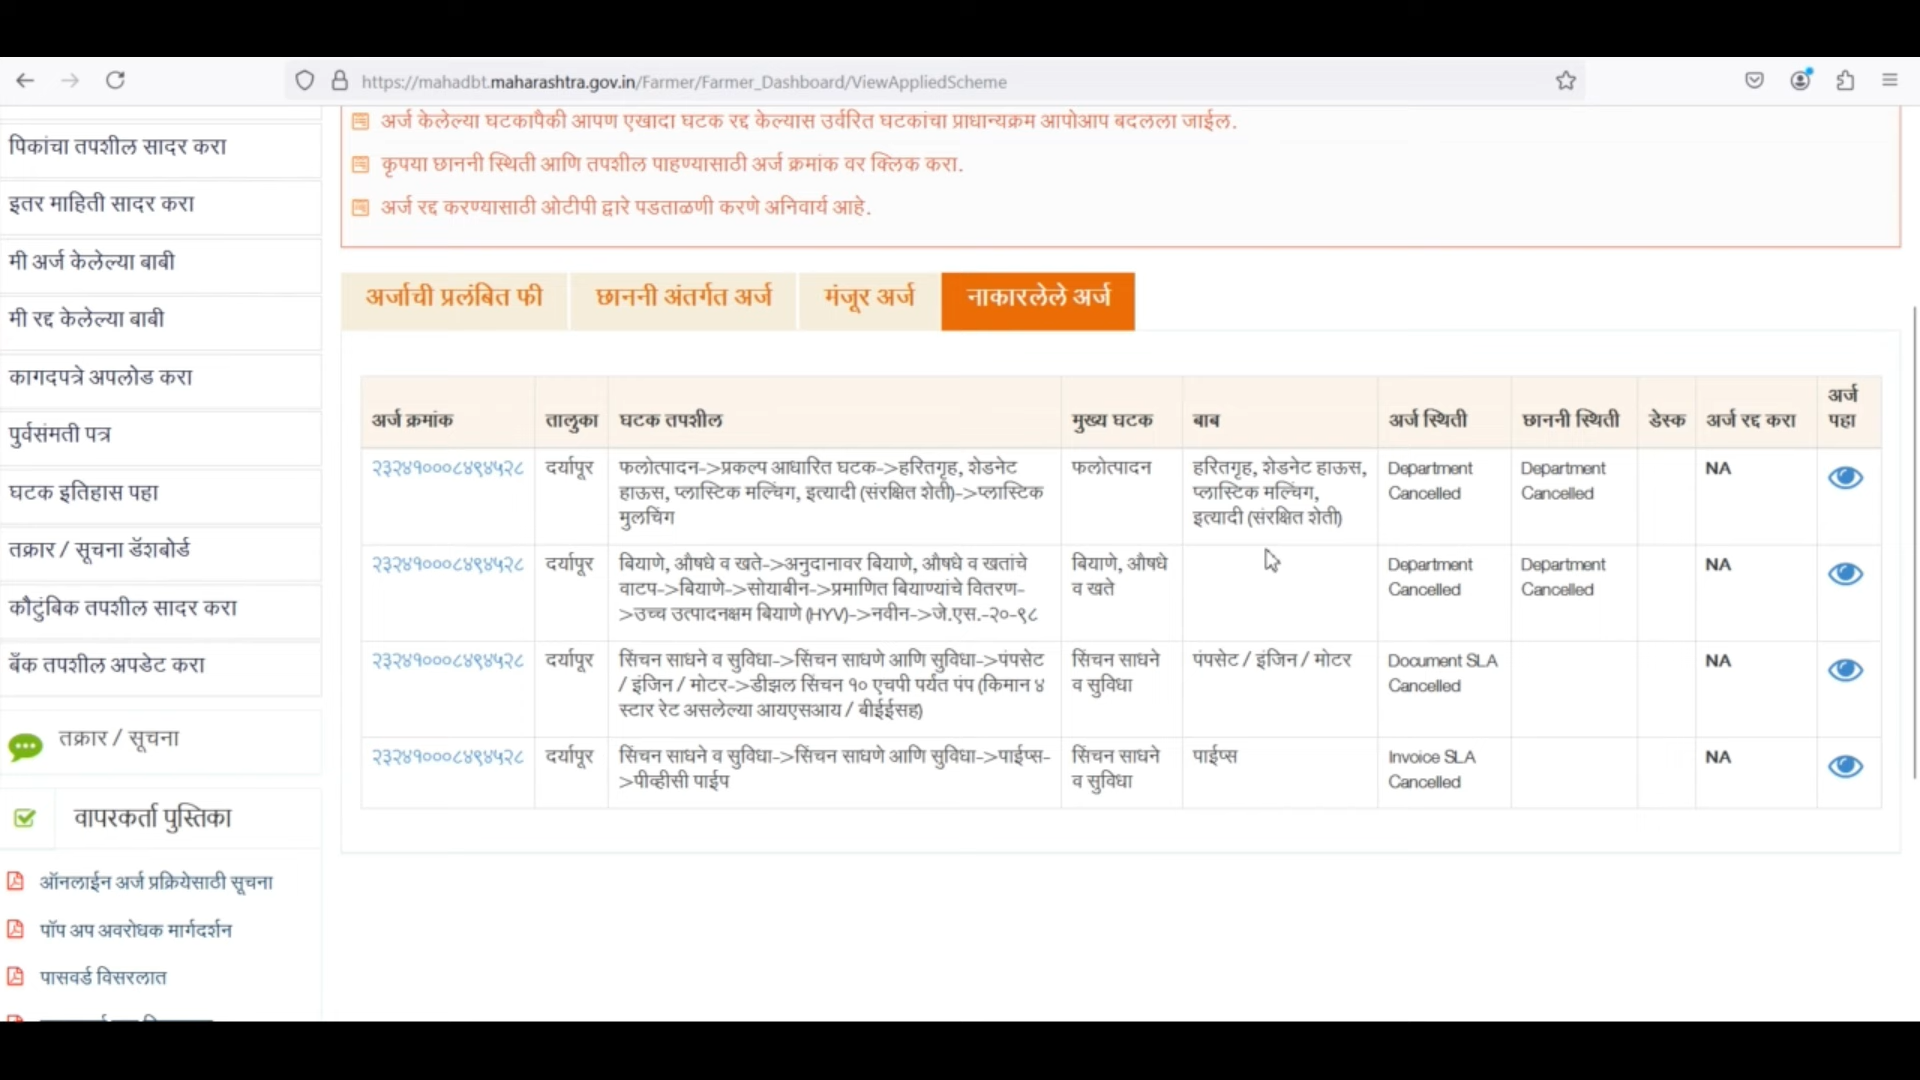 https://mahadbt.maharashtra.gov.in/Farmer/Farmer_Dashboard/ViewAppliedScheme
पिकांचा तपशील सादर करा
इतर माहिती सादर करा
मी अर्ज केलेल्या बाबी
मी रद्द केलेल्या बाबी
कागदपत्रे अपलोड करा
पुर्वसंमती पत्र
घटक इतिहास पहा
तक्रार / सूचना डॅशबोर्ड
कौटुंबिक तपशील सादर करा
बँक तपशील अपडेट करा
तक्रार / सूचना
वापरकर्ता पुस्तिका
ऑनलाईन अर्ज प्रक्रियेसाठी सूचना
पॉप अप अवरोधक मार्गदर्शन
पासवर्ड विसरलात
अर्ज केलेल्या घटकापैकी आपण एखादा घटक रद्द केल्यास उर्वरित घटकांचा प्राधान्यक्रम आपोआप बदलला जाईल.
कृपया छाननी स्थिती आणि तपशील पाहण्यासाठी अर्ज क्रमांक वर क्लिक करा.
अर्ज रद्द करण्यासाठी ओटीपी द्वारे पडताळणी करणे अनिवार्य आहे.
अर्जाची प्रलंबित फी छाननी अंतर्गत अर्ज मंजूर अर्ज नाकारलेले अर्ज
अर्ज क्रमांक तालुका घटक तपशील मुख्य घटक बाब अर्ज स्थिती छाननी स्थिती डेस्क अर्ज रद्द करा अर्ज
पहा
२३२४१०००८४९४५२८ दर्यापूर फलोत्पादन->प्रकल्प आधारित घटक->हरितगृह, शेडनेट फलोत्पादन हरितगृह, शेडनेट हाऊस, Department Department NA
हाऊस, प्लास्टिक मल्चिंग, इत्यादी (संरक्षित शेती)->प्लास्टिक प्लास्टिक मल्चिंग, Cancelled Cancelled
मुलचिंग इत्यादी (संरक्षित शेती)
२३२४१०००८४९४५२८ दर्यापूर बियाणे, औषधे व खते->अनुदानावर बियाणे, औषधे व खतांचे बियाणे, औषधे Department Department NA
वाटप->बियाणे->सोयाबीन->प्रमाणित बियाण्यांचे वितरण- व खते Cancelled Cancelled
>उच्च उत्पादनक्षम बियाणे (HYV)->नवीन->जे.एस.-२०-९८
२३२४१०००८४९४५२८ दर्यापूर सिंचन साधने व सुविधा->सिंचन साधणे आणि सुविधा->पंपसेट सिंचन साधने पंपसेट / इंजिन / मोटर Document SLA NA
/ इंजिन / मोटर->डीझल सिंचन १० एचपी पर्यंत पंप (किमान ४ व सुविधा Cancelled
स्टार रेट असलेल्या आयएसआय / बीईईसह)
२३२४१०००८४९४५२८ दर्यापूर सिंचन साधने व सुविधा->सिंचन साधणे आणि सुविधा->पाईप्स- सिंचन साधने पाईप्स Invoice SLA NA
>पीव्हीसी पाईप व सुविधा Cancelled